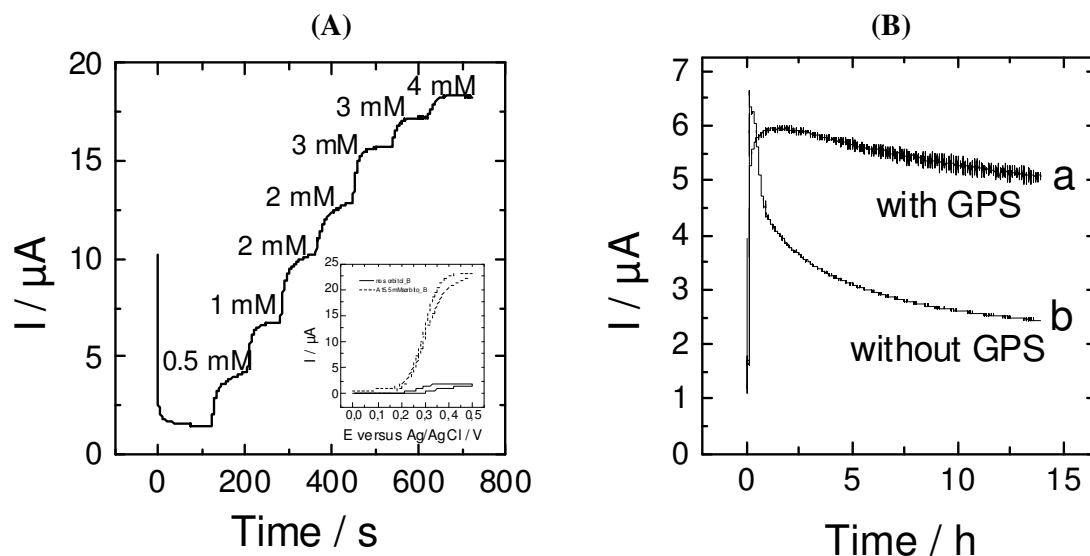 (A)
I / µA
20
15
10
5
0
0.5 mM
1 mM
2 mM
2 mM
3 mM
3 mM
4 mM
0
200
400
600
800
Time / s
I / µA
25
20
15
10
5
0
nosorbitol_B
A15.5mMsorbito_B
0,0
0,1
0,2
0,3
0,4
0,5
E versus Ag/AgCl / V
(B)
I / µA
7
6
5
4
3
2
1
0
a
with GPS
b
without GPS
0
5
10
15
Time / h